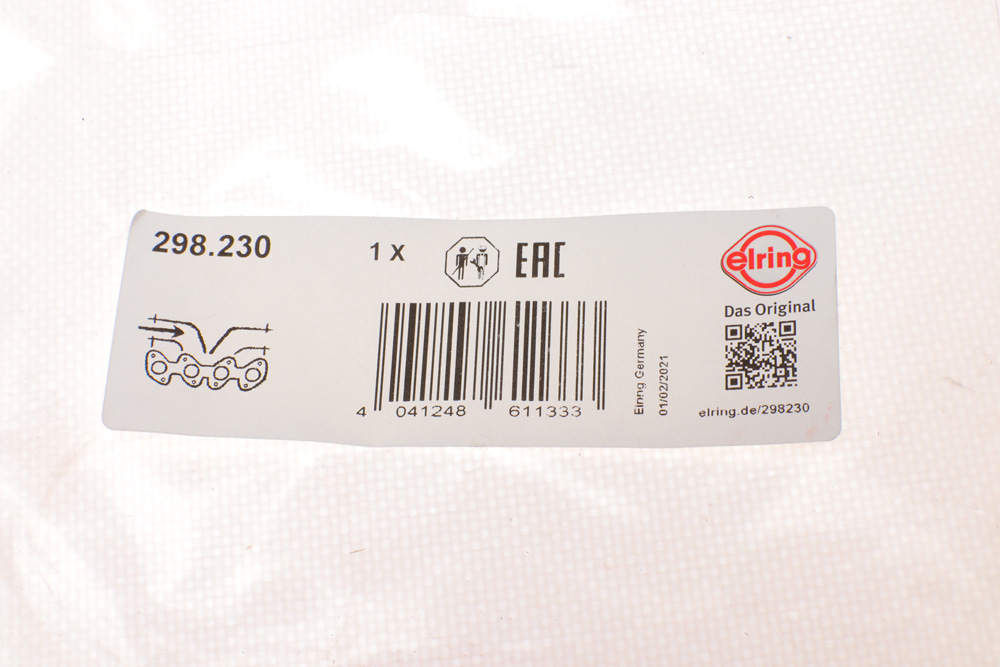 298.230
1 x
EAC
elring
Das Original
4 041248 611333
Elring Germany
01/02/2021
elring.de/298230